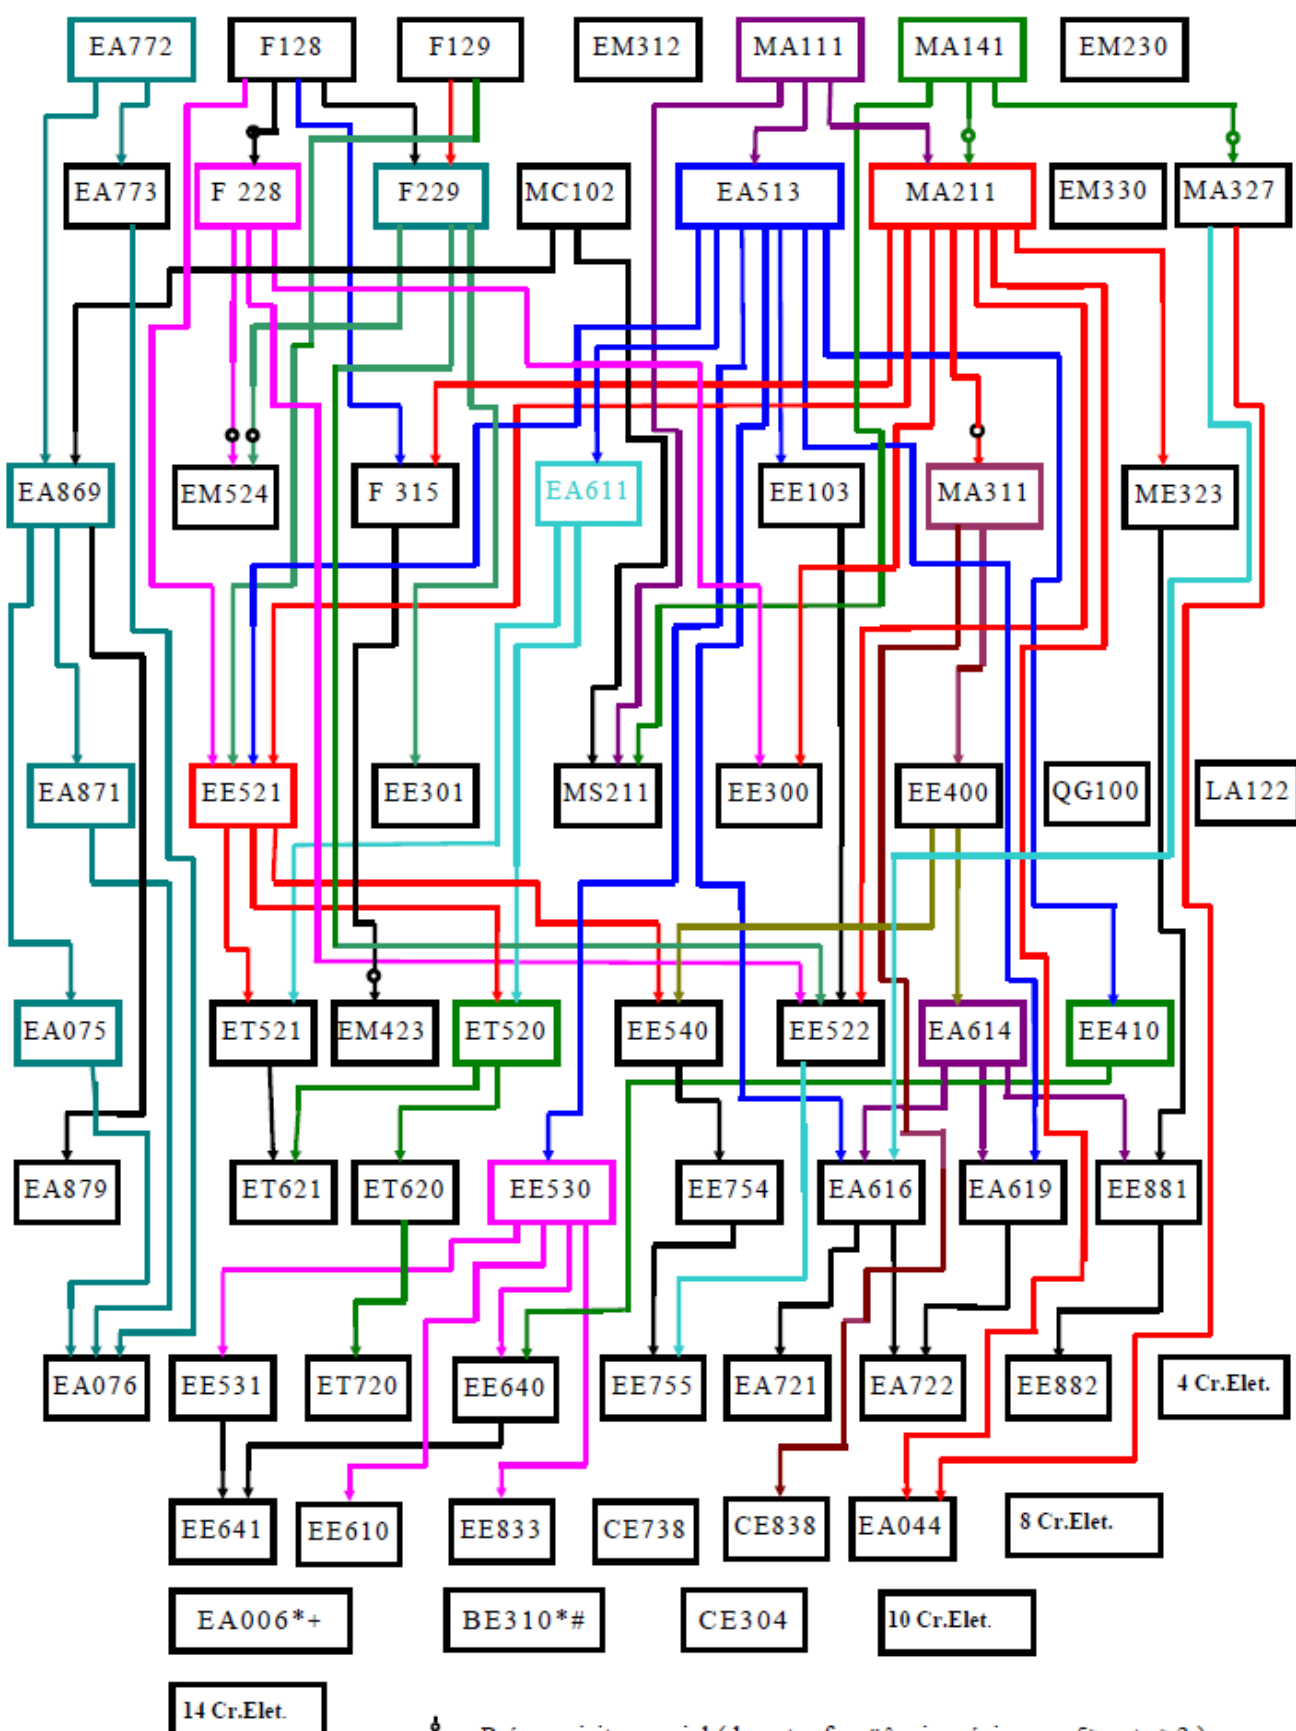 EA772 F128 F129 EM312 MA111 MA141 EM230
EA773 F 228 F229 MC102 EA513 MA211 EM330 MA327
EA869 EM524 F 315 EA611 EE103 MA311 ME323
EA871 EE521 EE301 MS211 EE300 EE400 QG100 LA122
EA075 ET521 EM423 ET520 EE540 EE522 EA614 EE410
EA879 ET621 ET620 EE530 EE754 EA616 EA619 EE881
EA076 EE531 ET720 EE640 EE755 EA721 EA722 EE882 4 Cr.Elet.
EE641 EE610 EE833 CE738 CE838 EA044 8 Cr.Elet.
EA006*+ BE310*# CE304 10 Cr.Elet.
14 Cr.Elet.